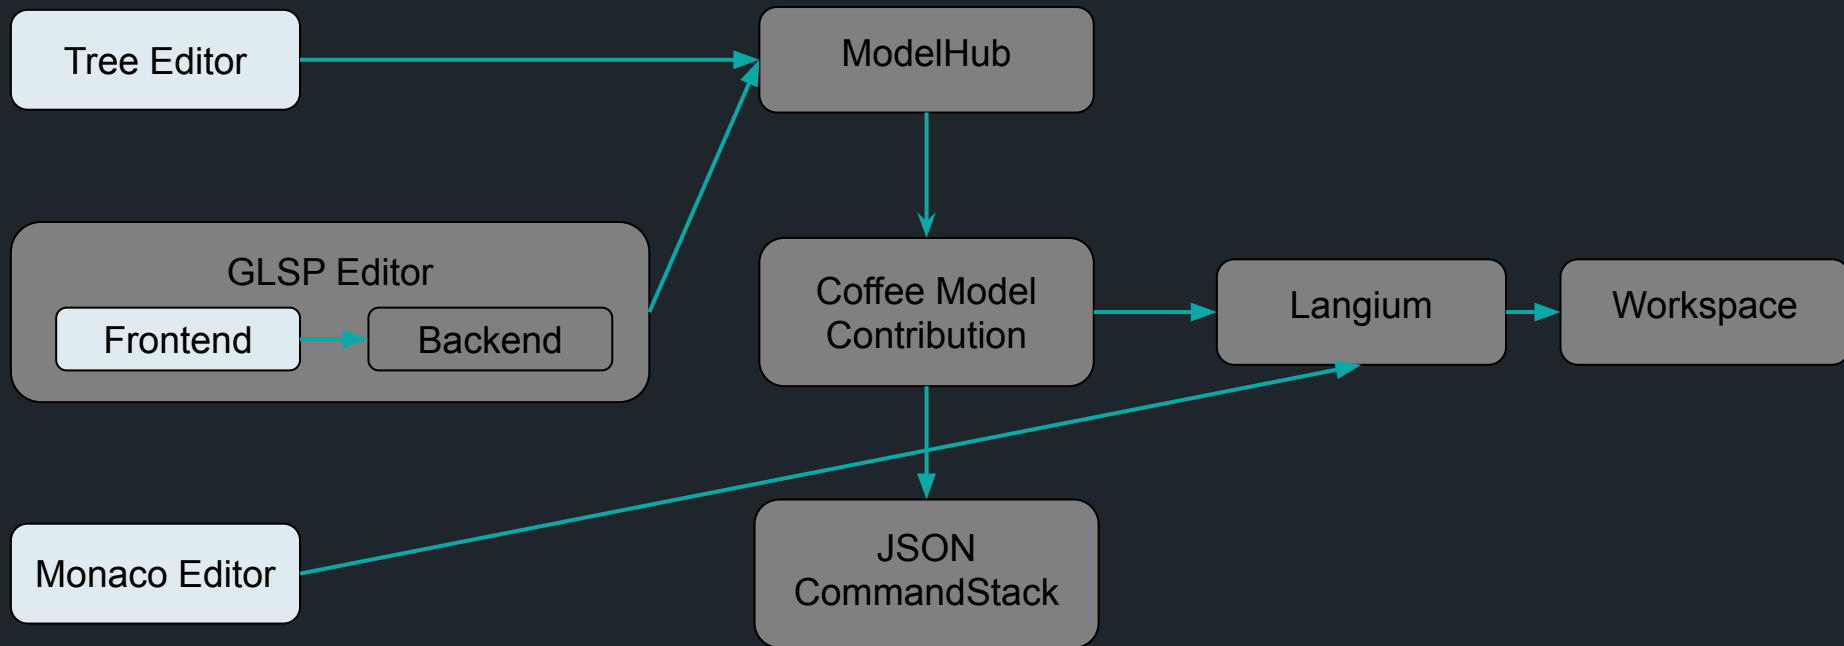 Tree Editor
ModelHub
GLSP Editor
Frontend
Backend
Coffee Model
Contribution
Langium
Workspace
Monaco Editor
JSON
CommandStack